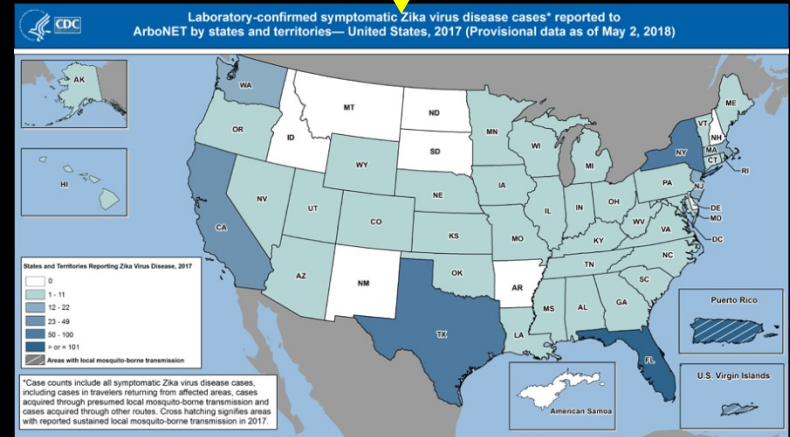 CDC
Laboratory-confirmed symptomatic Zika virus disease cases* reported to
ArboNET by states and territories— United States, 2017 (Provisional data as of May 2, 2018)
AK
HI
WA
OR
CA
ID
NV
MT
WY
UT
AZ
CO
NM
ND
SD
NE
KS
OK
TX
MN
IA
MO
AR
LA
WI
IL
MI
IN
OH
KY
TN
MS
AL
GA
FL
SC
NC
VA
WV
PA
NY
VT
NH
ME
MA
CT
RI
NJ
DE
MD
DC
States and Territories Reporting Zika Virus Disease, 2017
0
1 - 11
12 - 22
23 - 49
50 - 100
> or = 101
Areas with local mosquito-borne transmission
*Case counts include all symptomatic Zika virus disease cases,
including cases in travelers returning from affected areas, cases
acquired through presumed local mosquito-borne transmission and
cases acquired through other routes. Cross hatching signifies areas
with reported sustained local mosquito-borne transmission in 2017.
American Samoa
Puerto Rico
U.S. Virgin Islands